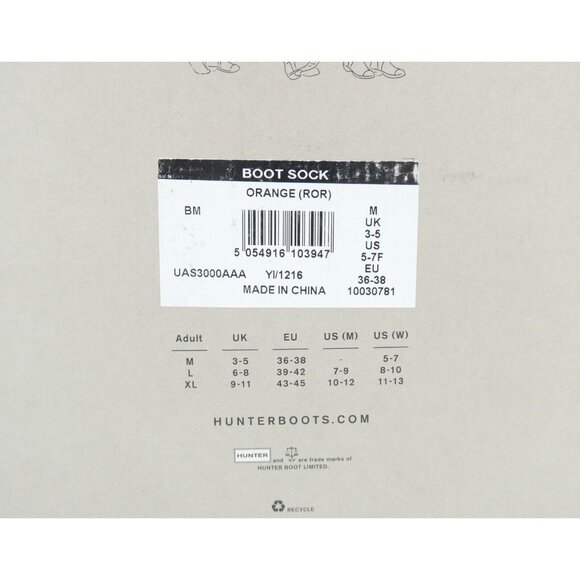 BOOT SOCK
ORANGE (ROR)
BM
M
UK
3-5
US
5-7F
EU
36-38
10030781
5 054916 103947
UAS3000AAA YI/1216
MADE IN CHINA
Adult UK EU US (M) US (W)
M 3-5 36-38 - 5-7
L 6-8 39-42 7-9 8-10
XL 9-11 43-45 10-12 11-13
HUNTERBOOTS.COM
HUNTER and are trade marks of
HUNTER BOOT LIMITED.
RECYCLE